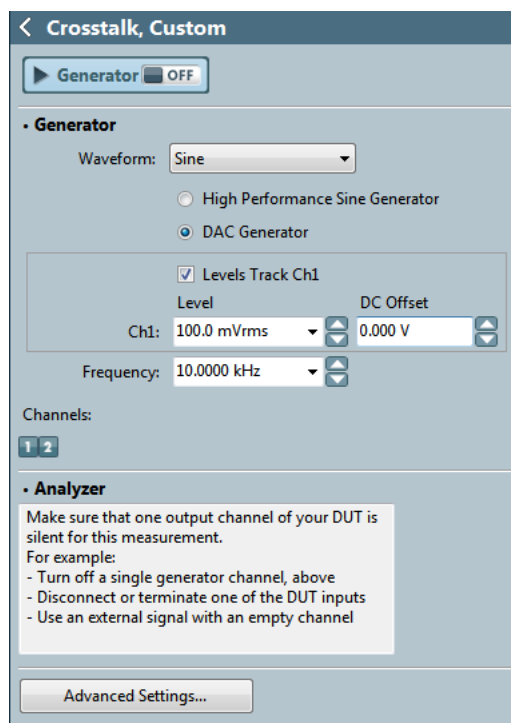 Crosstalk, Custom
Generator OFF
• Generator
Waveform: Sine
High Performance Sine Generator
DAC Generator
Levels Track Ch1
Level DC Offset
Ch1: 100.0 mVrms 0.000 V
Frequency: 10.0000 kHz
Channels:
1 2
• Analyzer
Make sure that one output channel of your DUT is
silent for this measurement.
For example:
- Turn off a single generator channel, above
- Disconnect or terminate one of the DUT inputs
- Use an external signal with an empty channel
Advanced Settings...